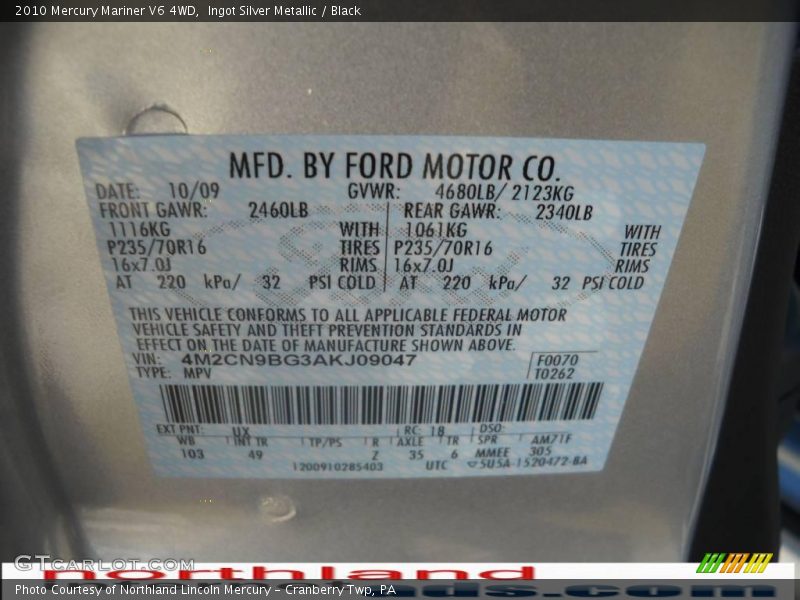 2010 Mercury Mariner V6 4WD, Ingot Silver Metallic / Black
MFD. BY FORD MOTOR CO.
DATE: 10/09 GVWR: 4680LB/ 2123KG
FRONT GAWR: 2460LB REAR GAWR: 2340LB
1116KG WITH 1061KG WITH
P235/70R16 TIRES P235/70R16 TIRES
16x7.0J RIMS 16x7.0J RIMS
AT 220 kPa/ 32 PSI COLD AT 220 kPa/ 32 PSI COLD
THIS VEHICLE CONFORMS TO ALL APPLICABLE FEDERAL MOTOR
VEHICLE SAFETY AND THEFT PREVENTION STANDARDS IN
EFFECT ON THE DATE OF MANUFACTURE SHOWN ABOVE.
VIN: 4M2CN9BG3AKJ09047 F0070
TYPE: MPV T0262
EXT PNT: UX RC: 18 DSO:
WB INT TR TP/PS R AXLE TR SPR AM71F
103 49 Z 35 6 MMEE 305
1200910285403 UTC 5U5A-1520472-BA
GTCarLot.com
northland
Photo Courtesy of Northland Lincoln Mercury - Cranberry Twp, PA